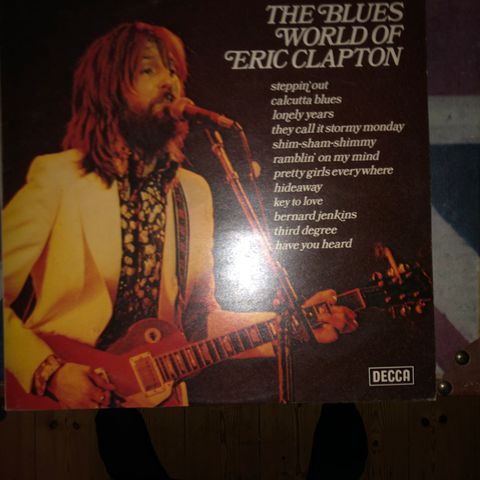 THE BLUES
WORLD OF
ERIC CLAPTON
steppin' out
calcutta blues
lonely years
they call it stormy monday
shim-sham-shimmy
ramblin' on my mind
pretty girls everywhere
hideaway
key to love
bernard jenkins
third degree
have you heard
DECCA